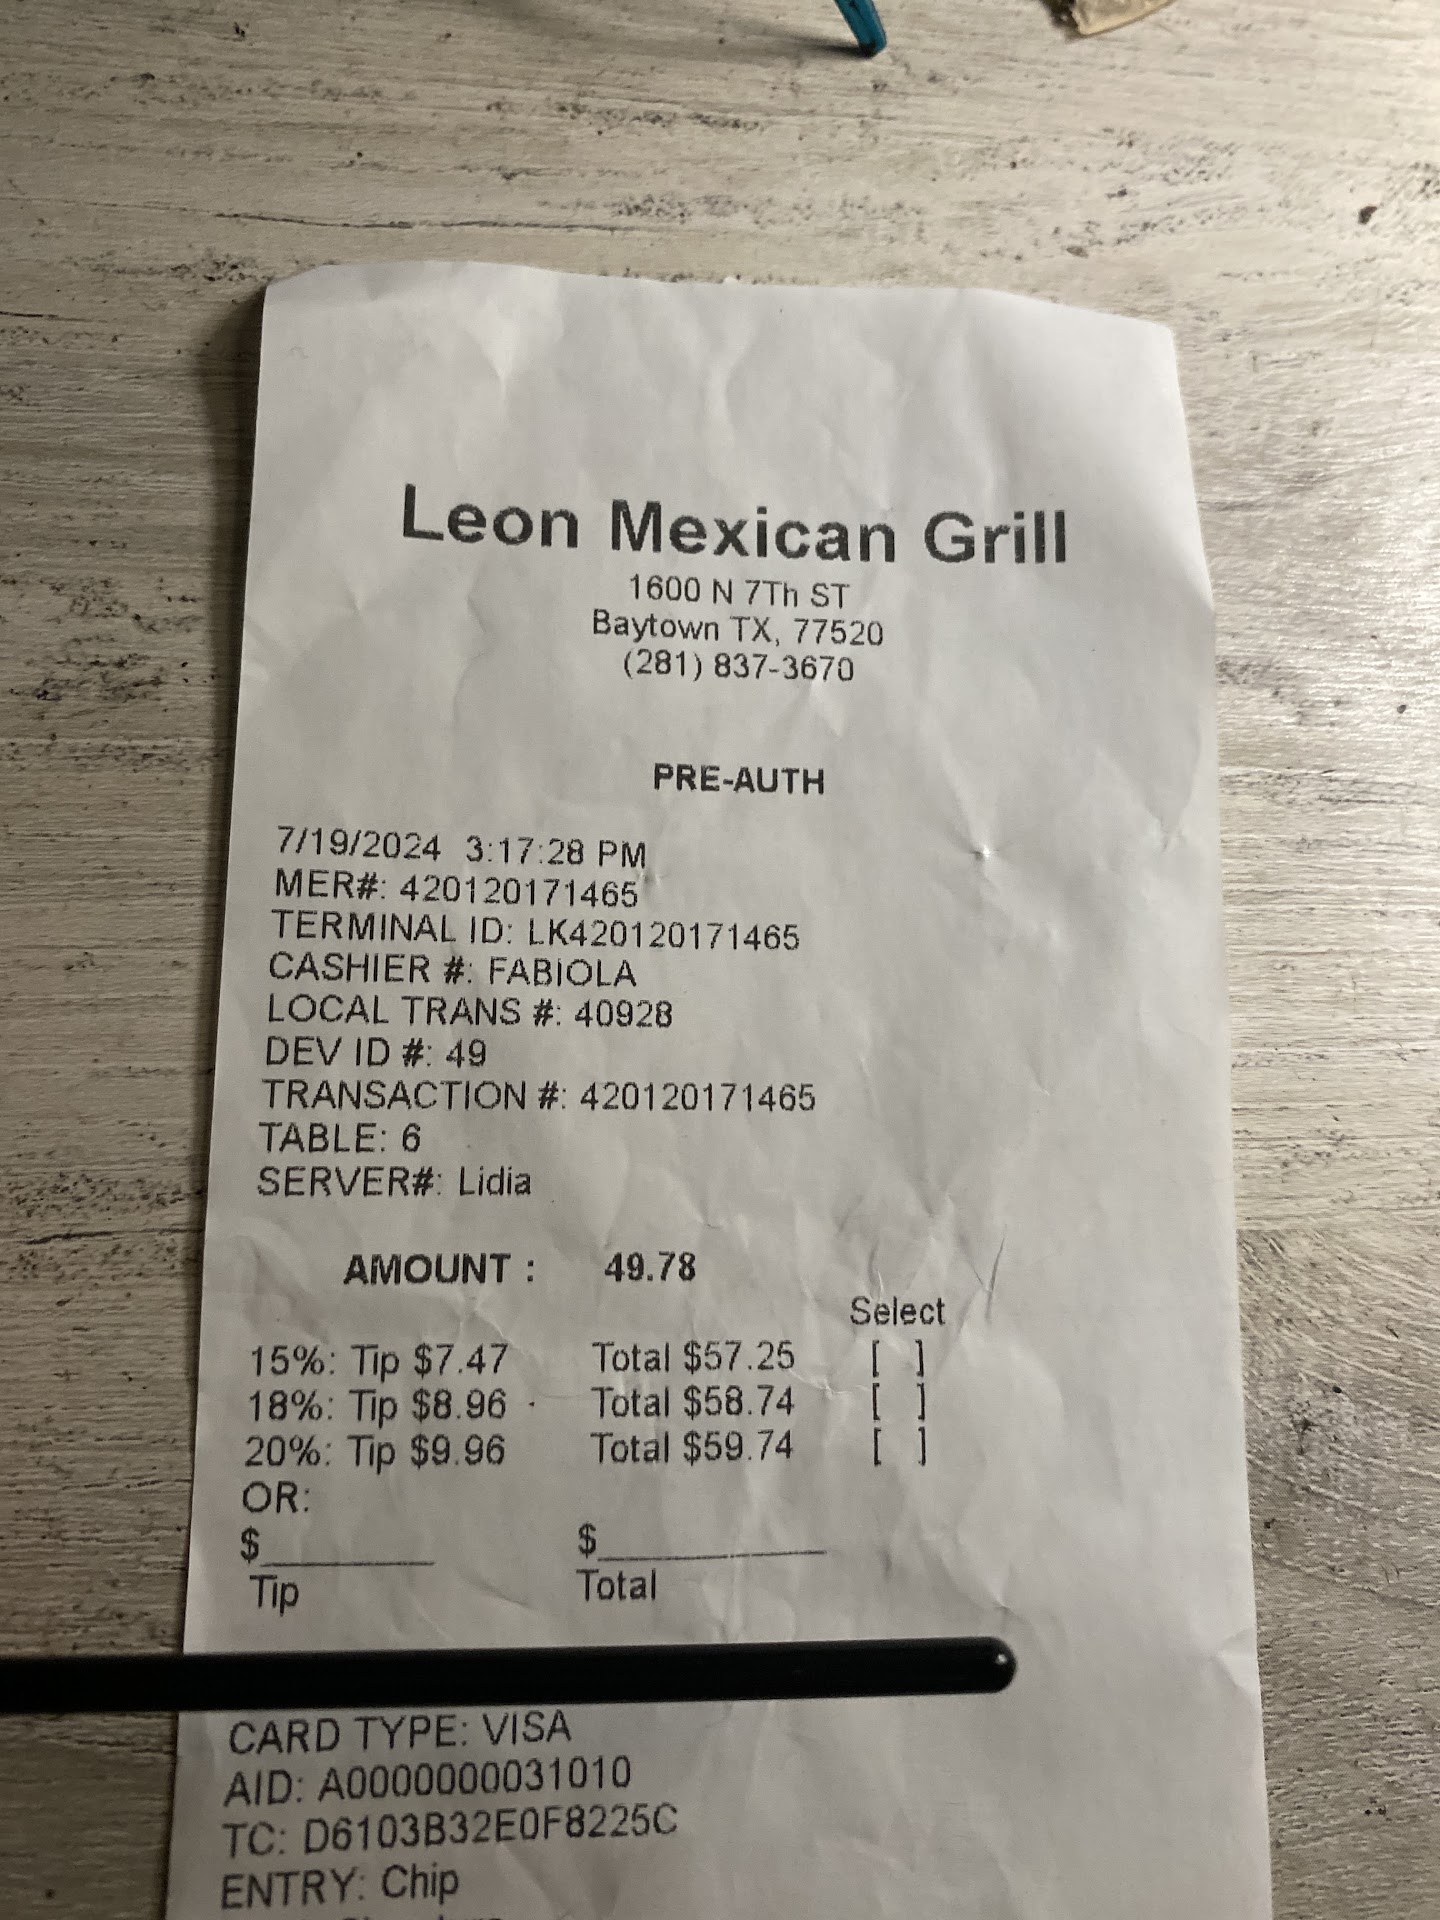 Leon Mexican Grill
1600 N 7Th ST
Baytown TX, 77520
(281) 837-3670
PRE-AUTH
7/19/2024 3:17:28 PM
MER#: 420120171465
TERMINAL ID: LK420120171465
CASHIER #: FABIOLA
LOCAL TRANS #: 40928
DEV ID #: 49
TRANSACTION #: 420120171465
TABLE: 6
SERVER#: Lidia
AMOUNT : 49.78
Select
15%: Tip $7.47 Total $57.25 [ ]
18%: Tip $8.96 Total $58.74 [ ]
20%: Tip $9.96 Total $59.74 [ ]
OR:
$_________ $____________
Tip Total
CARD TYPE: VISA
AID: A0000000031010
TC: D6103B32E0F8225C
ENTRY: Chip